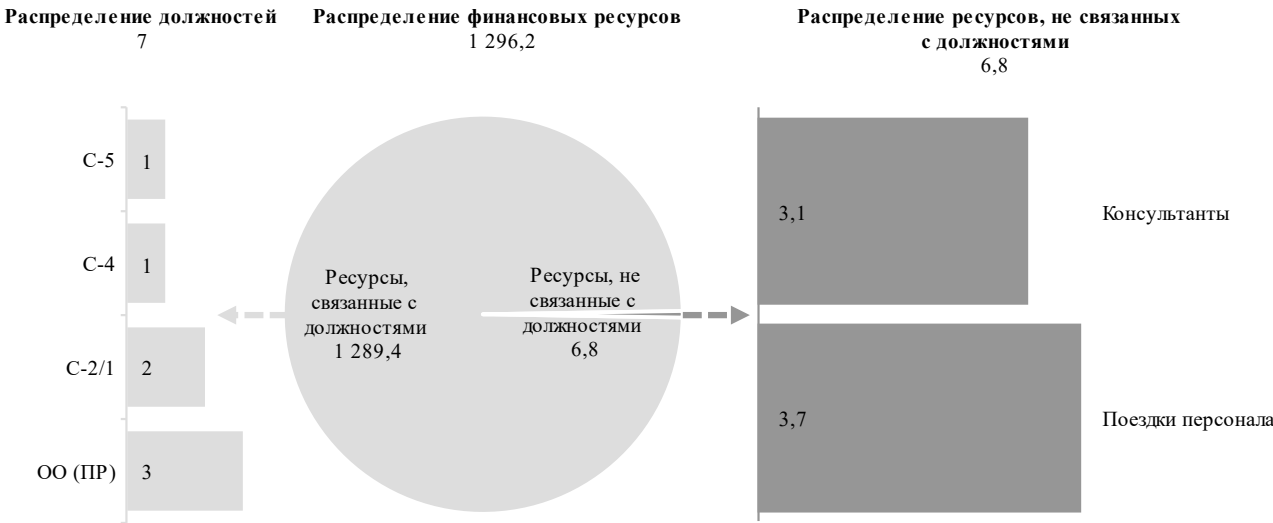 Распределение должностей
7
С-5
1
С-4
1
С-2/1
2
ОО (ПР)
3
Распределение финансовых ресурсов
1 296,2
Ресурсы,
связанные с
должностями
1 289,4
Ресурсы, не
связанные с
должностями
6,8
Распределение ресурсов, не связанных
с должностями
6,8
3,1
Консультанты
3,7
Поездки персонала